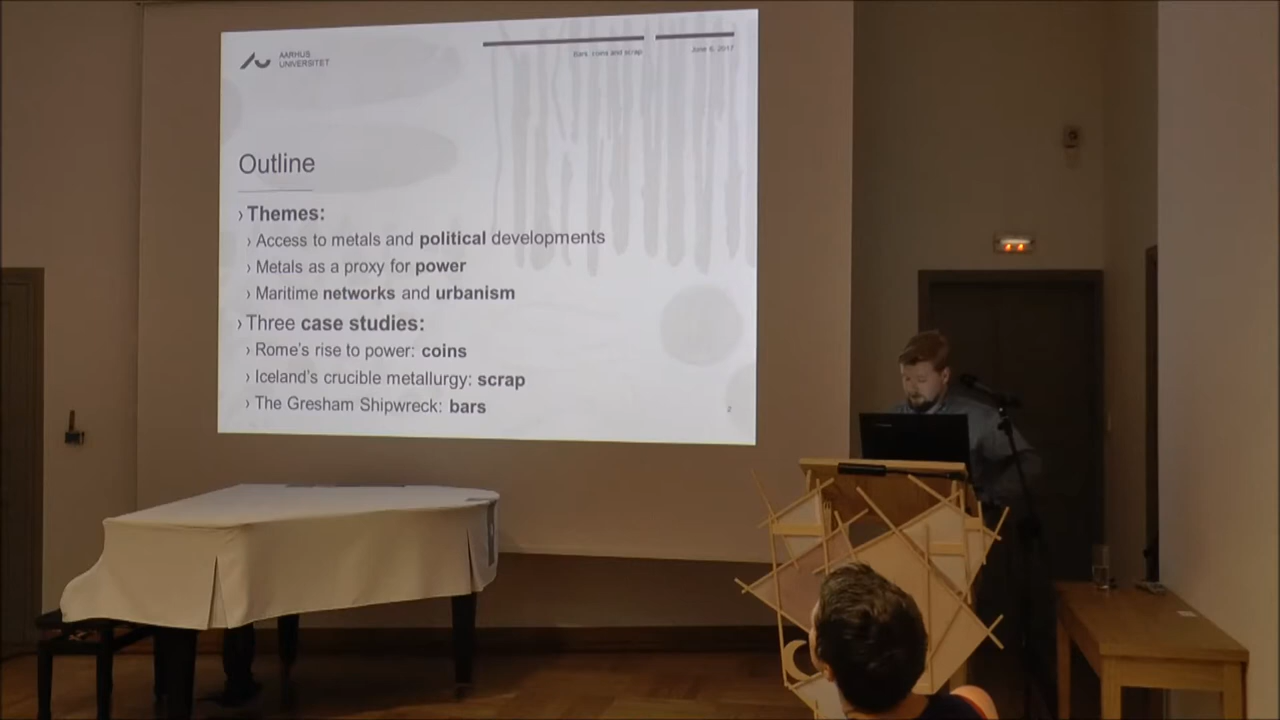 AARHUS
UNIVERSITET
Bars, coins and scrap
June 6, 2017
Outline
› Themes:
› Access to metals and political developments
› Metals as a proxy for power
› Maritime networks and urbanism
› Three case studies:
› Rome's rise to power: coins
› Iceland's crucible metallurgy: scrap
› The Gresham Shipwreck: bars
2